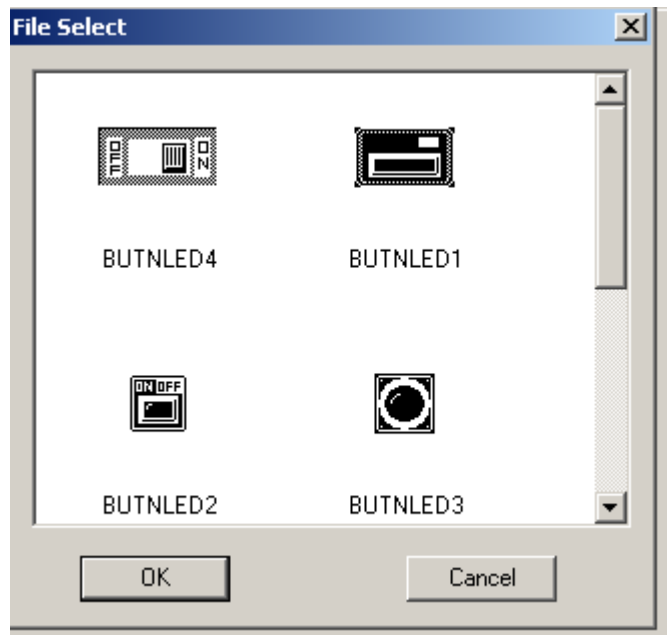 File Select
OFF ON
BUTNLED4
BUTNLED1
ON OFF
BUTNLED2
BUTNLED3
OK
Cancel